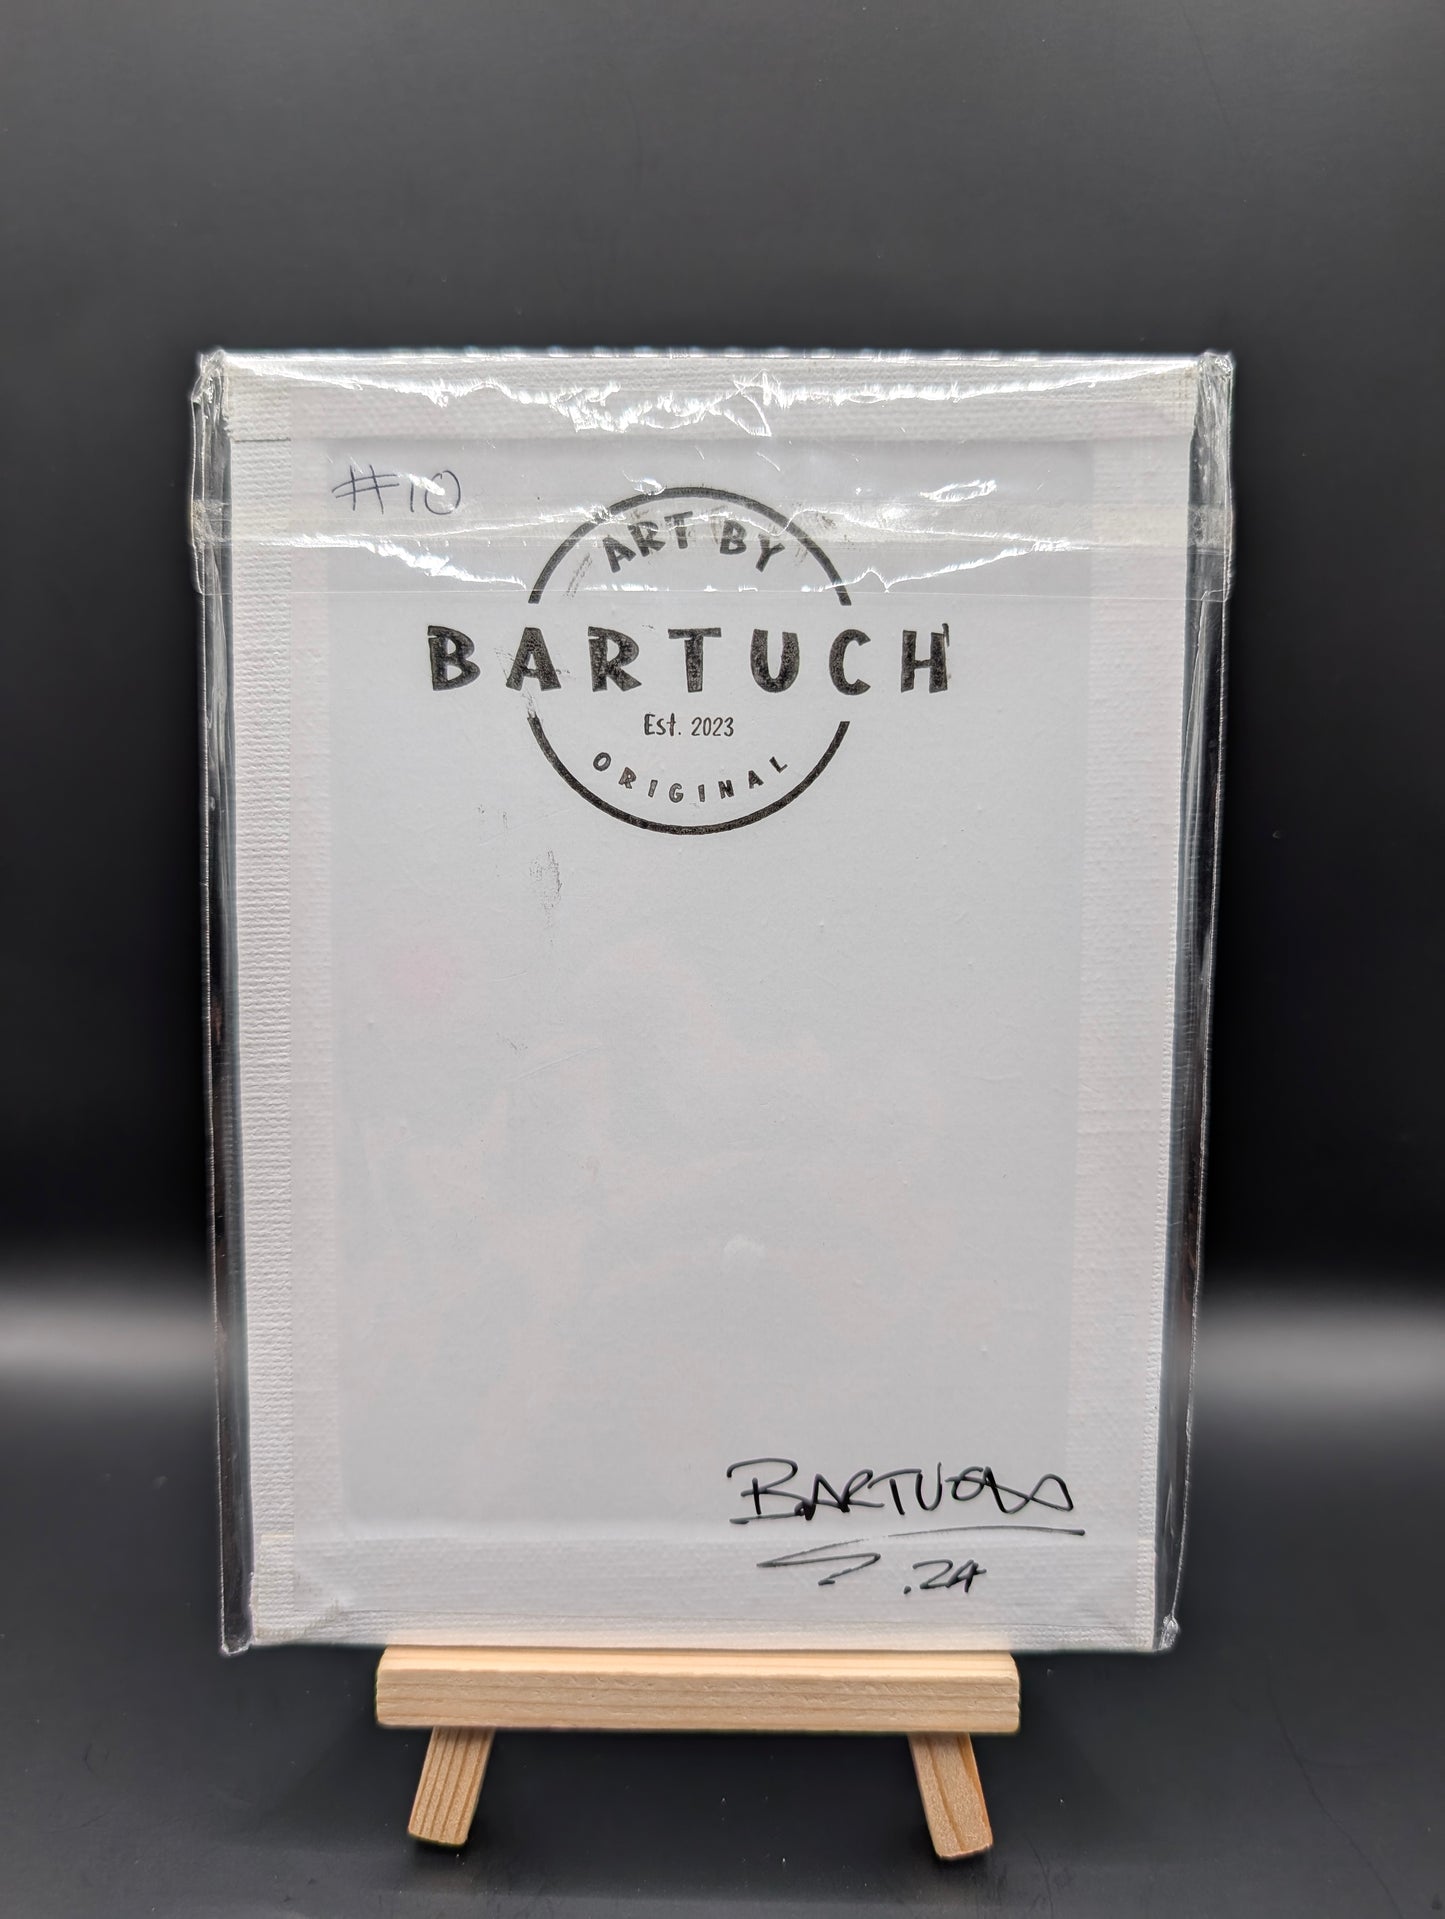 #10
ART BY
BARTUCH
Est. 2023
ORIGINAL
BARTUCH
.24